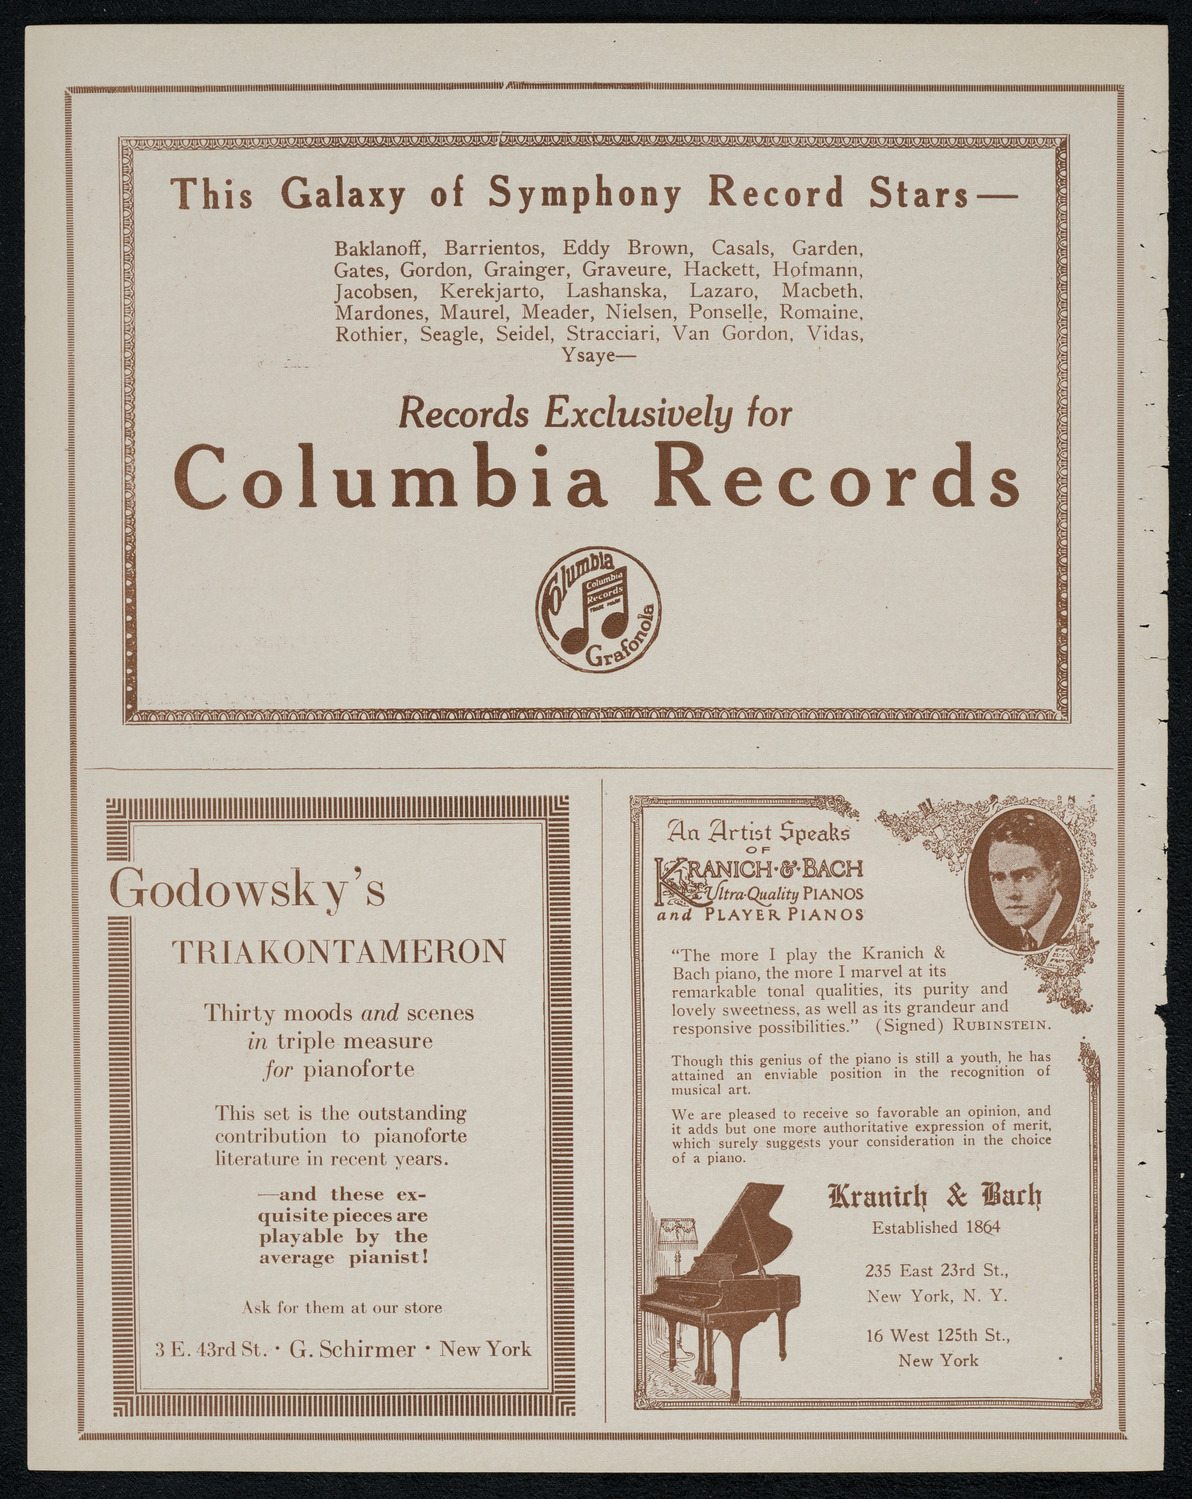 This Galaxy of Symphony Record Stars—
Baklanoff, Barrientos, Eddy Brown, Casals, Garden,
Gates, Gordon, Grainger, Graveure, Hackett, Hofmann,
Jacobsen, Kerekjarto, Lashanska, Lazaro, Macbeth,
Mardones, Maurel, Meader, Nielsen, Ponselle, Romaine,
Rothier, Seagle, Seidel, Stracciari, Van Gordon, Vidas,
Ysaye—
Records Exclusively for
Columbia Records
Columbia
Columbia
Records
TRADE MARK
Grafonola
Godowsky's
TRIAKONTAMERON
Thirty moods and scenes
in triple measure
for pianoforte
This set is the outstanding
contribution to pianoforte
literature in recent years.
—and these ex-
quisite pieces are
playable by the
average pianist!
Ask for them at our store
3 E. 43rd St. · G. Schirmer · New York
An Artist Speaks
OF
KRANICH·&·BACH
Ultra-Quality PIANOS
and PLAYER PIANOS
"The more I play the Kranich &
Bach piano, the more I marvel at its
remarkable tonal qualities, its purity and
lovely sweetness, as well as its grandeur and
responsive possibilities." (Signed) RUBINSTEIN.
Though this genius of the piano is still a youth, he has
attained an enviable position in the recognition of
musical art.
We are pleased to receive so favorable an opinion, and
it adds but one more authoritative expression of merit,
which surely suggests your consideration in the choice
of a piano.
Kranich & Bach
Established 1864
235 East 23rd St.,
New York, N. Y.
16 West 125th St.,
New York